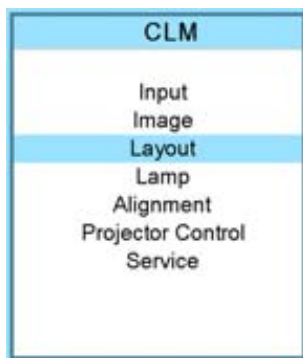 CLM
Input
Image
Layout
Lamp
Alignment
Projector Control
Service